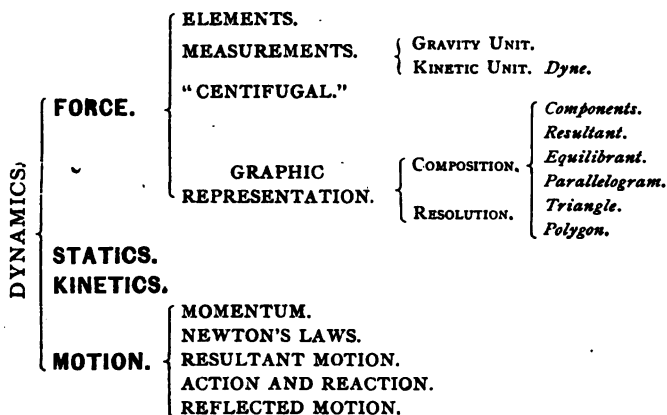 DYNAMICS,
FORCE.
ELEMENTS.
MEASUREMENTS.
GRAVITY UNIT.
KINETIC UNIT. Dyne.
"CENTIFUGAL."
GRAPHIC
REPRESENTATION.
COMPOSITION.
Components.
Resultant.
Equilibrant.
Parallelogram.
Triangle.
Polygon.
RESOLUTION.
STATICS.
KINETICS.
MOTION.
MOMENTUM.
NEWTON'S LAWS.
RESULTANT MOTION.
ACTION AND REACTION.
REFLECTED MOTION.